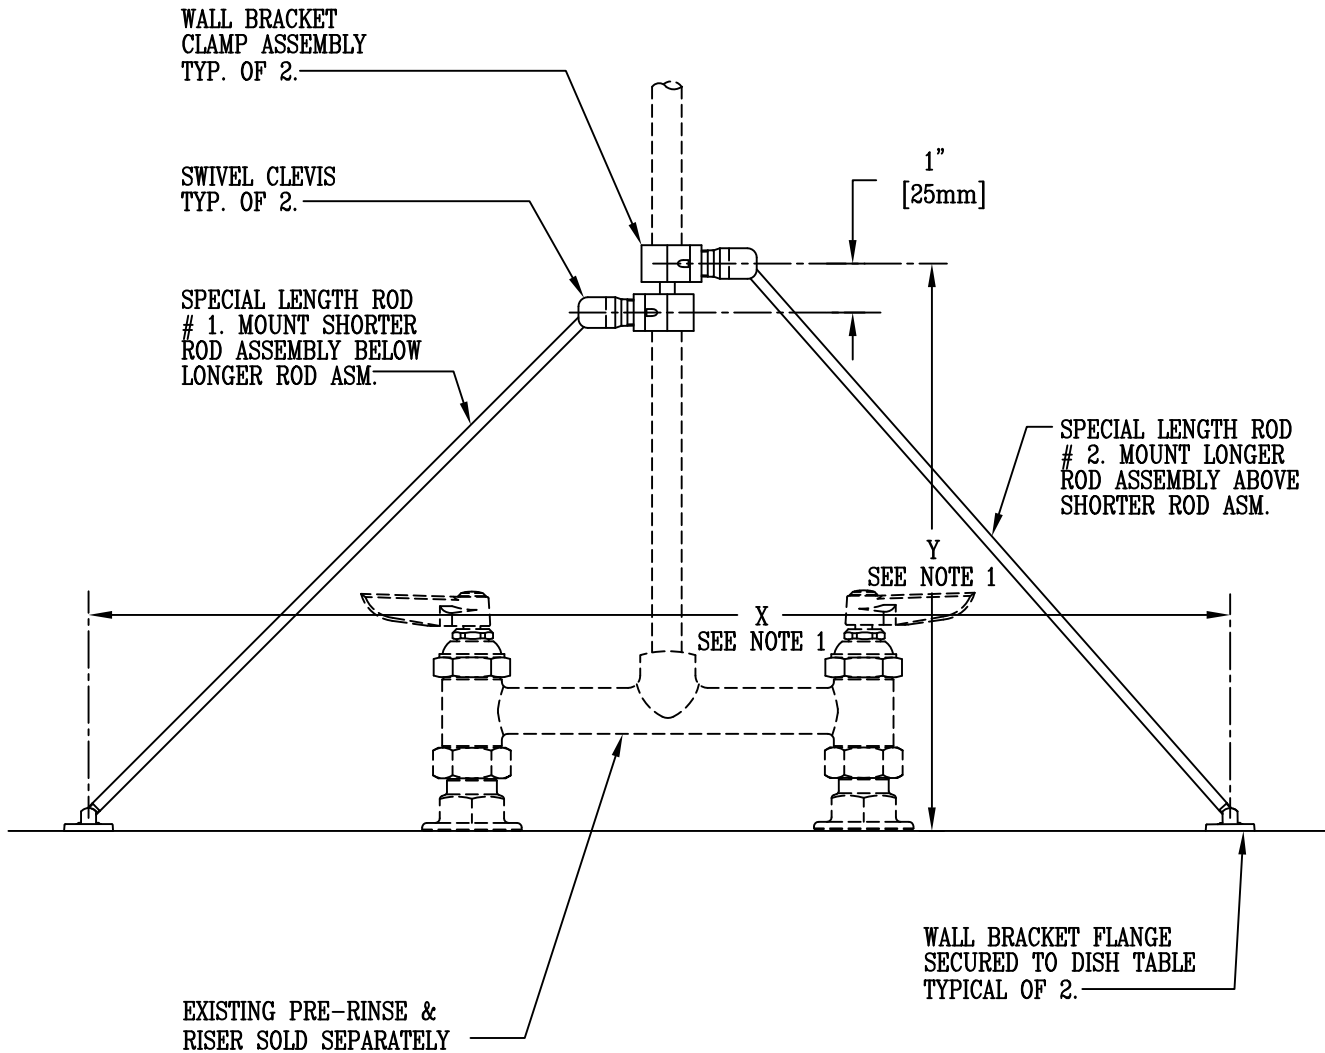 WALL BRACKET
CLAMP ASSEMBLY
TYP. OF 2.
1"
[25mm]
SWIVEL CLEVIS
TYP. OF 2.
SPECIAL LENGTH ROD
# 1. MOUNT SHORTER
ROD ASSEMBLY BELOW
LONGER ROD ASM.
SPECIAL LENGTH ROD
# 2. MOUNT LONGER
ROD ASSEMBLY ABOVE
SHORTER ROD ASM.
Y
SEE NOTE 1
X
SEE NOTE 1
WALL BRACKET FLANGE
SECURED TO DISH TABLE
TYPICAL OF 2.
EXISTING PRE-RINSE &
RISER SOLD SEPARATELY